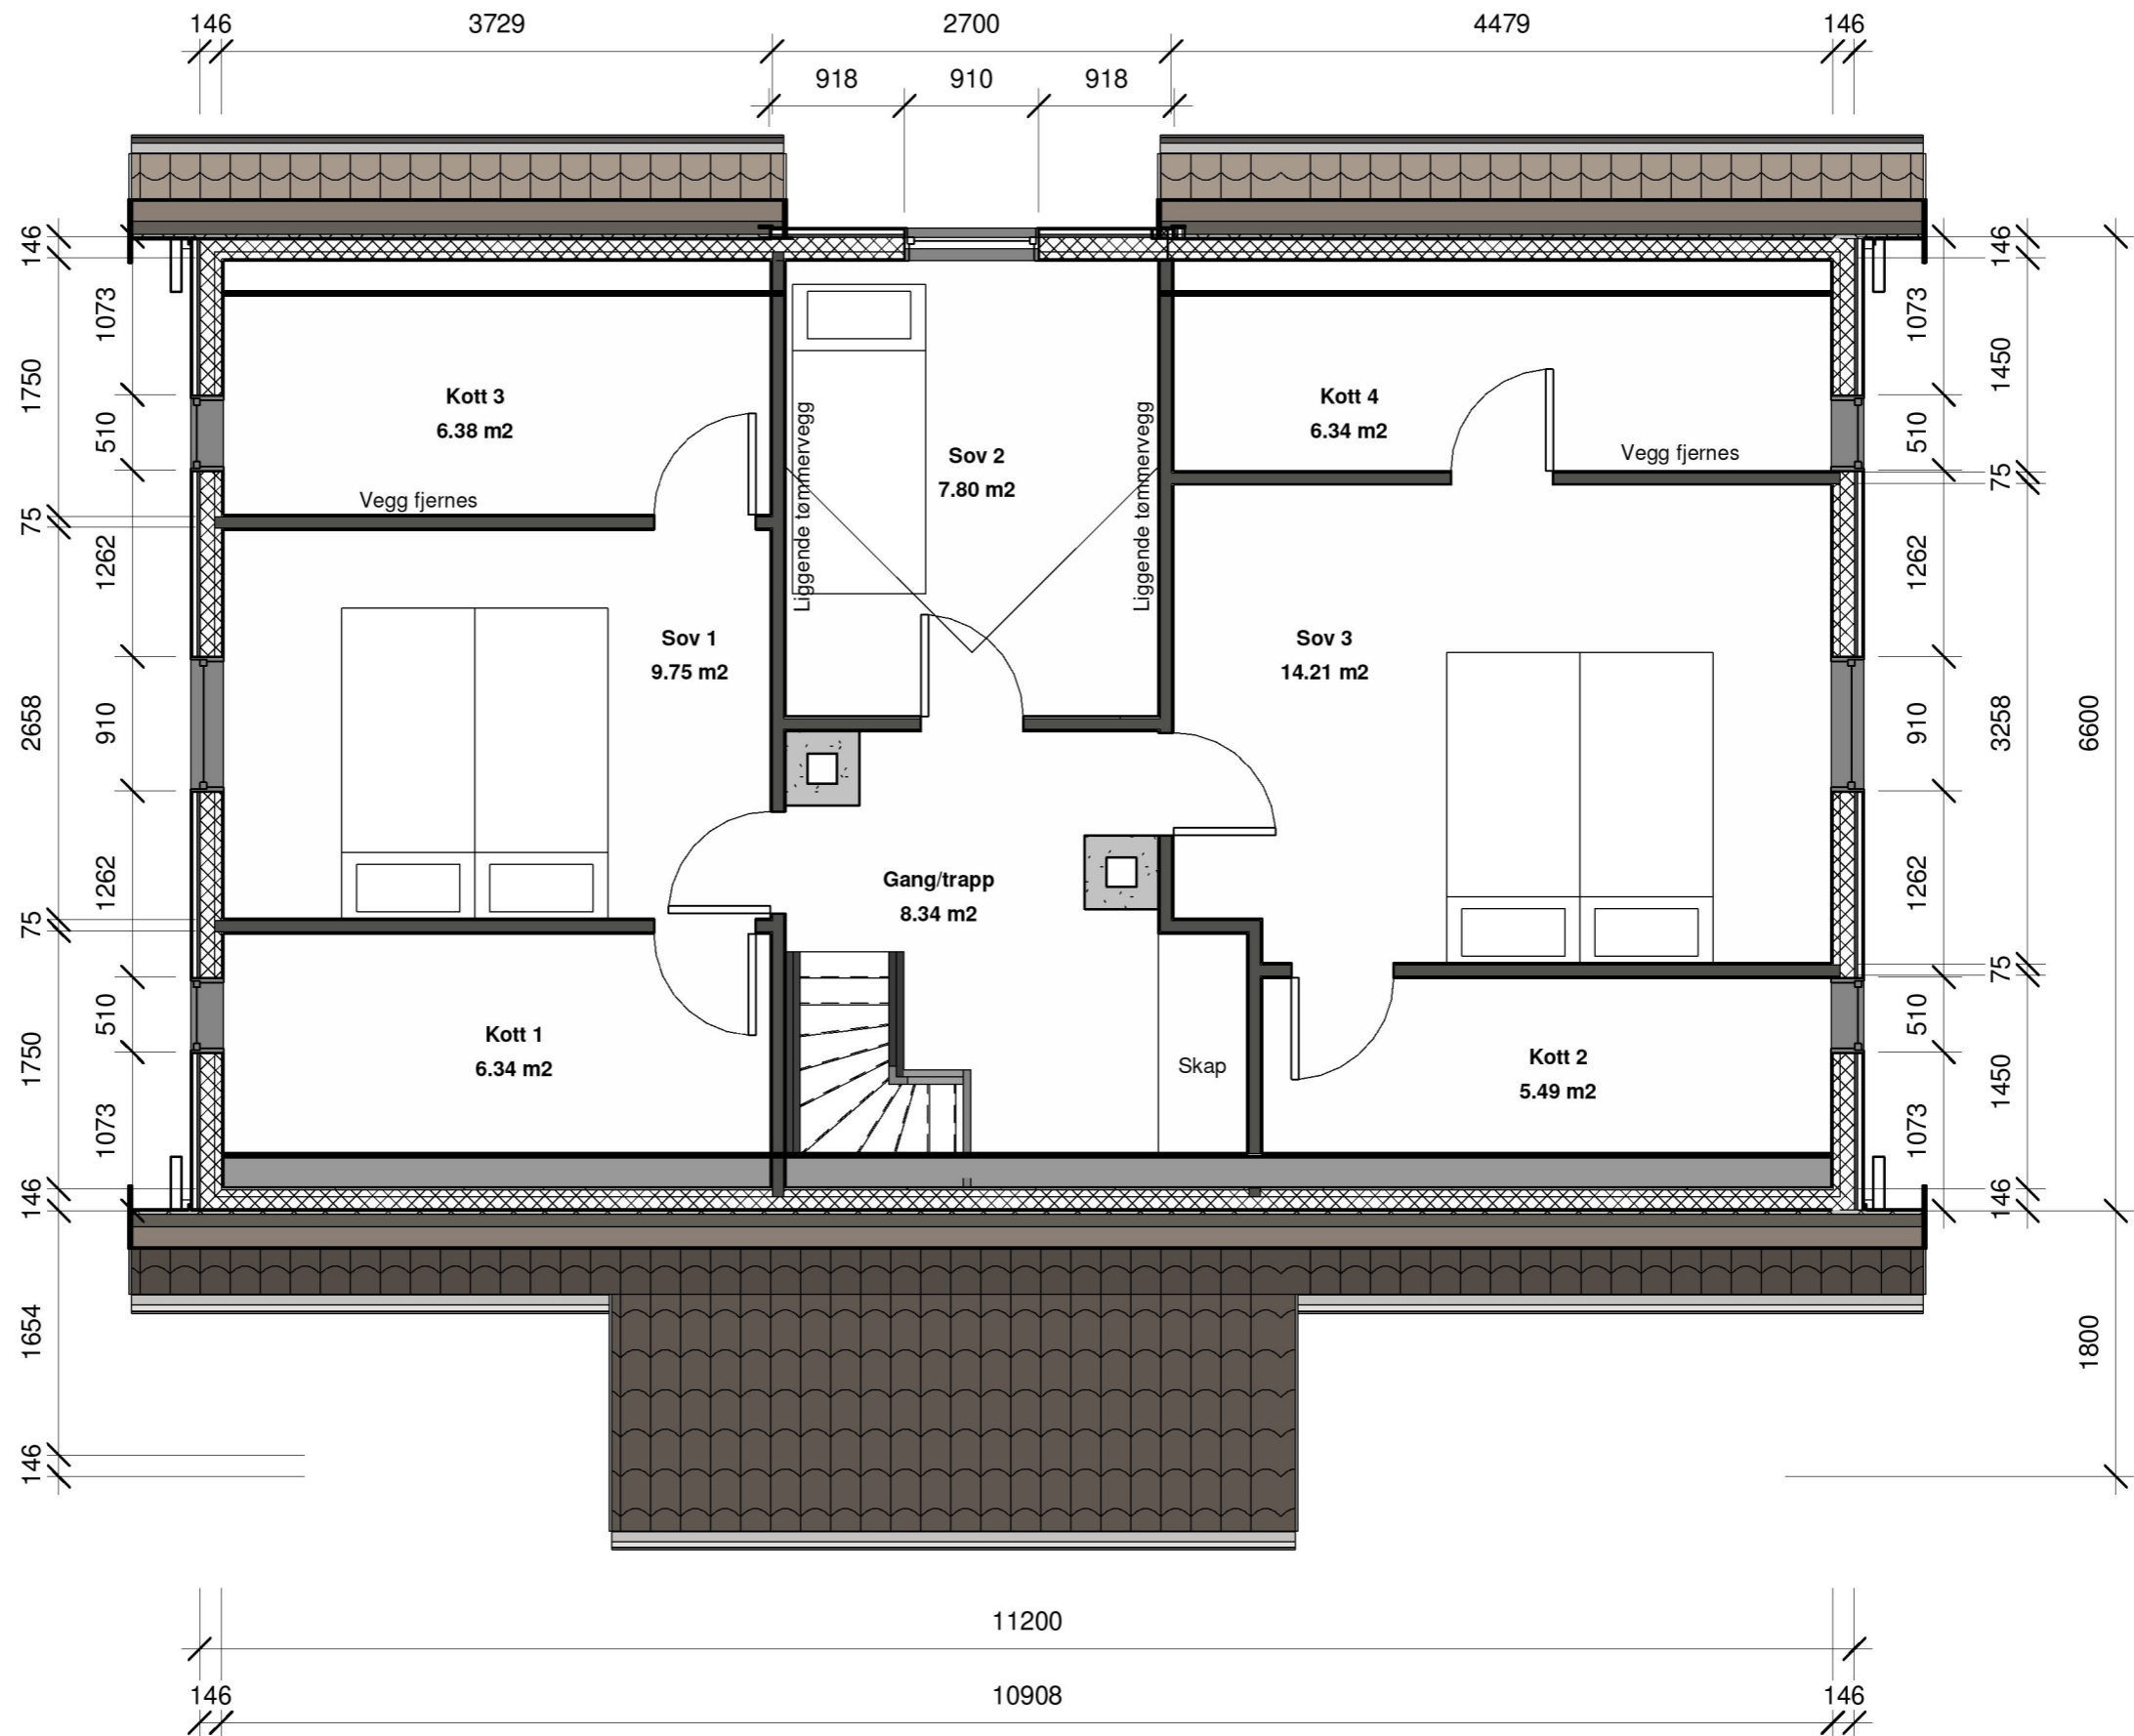 146 3729 2700 4479 146
918 910 918
146
1073
1750
510
75
1262
2658
910
1262
75
510
1750
1073
146
1654
146
Kott 3
6.38 m2
Vegg fjernes
Liggende tømmervegg
Sov 2
7.80 m2
Liggende tømmervegg
Kott 4
6.34 m2
Vegg fjernes
Sov 1
9.75 m2
Sov 3
14.21 m2
Gang/trapp
8.34 m2
Kott 1
6.34 m2
Skap
Kott 2
5.49 m2
146
1073
1450
510
75
1262
910
3258
6600
1262
75
510
1450
1073
146
1800
11200
146 10908 146